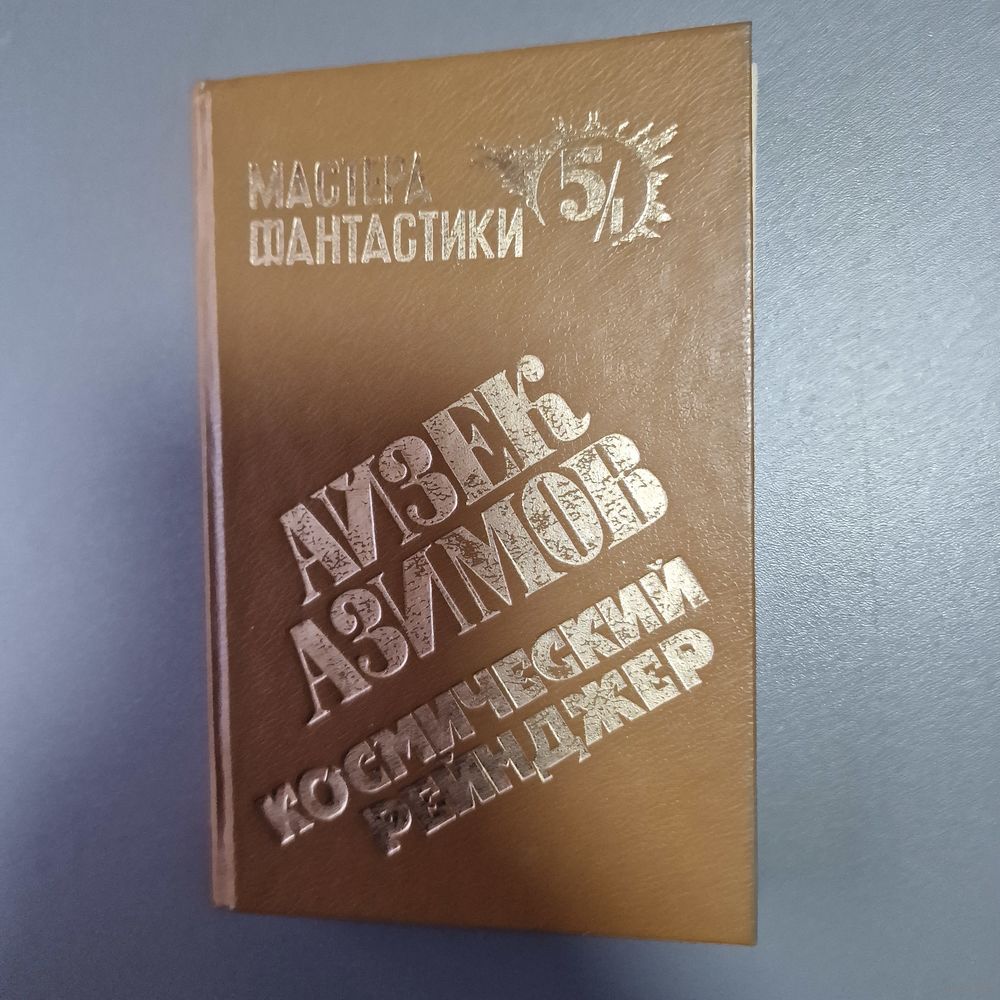 МАСТЕРА
ФАНТАСТИКИ
5/1
АЙЗЕК
АЗИМОВ
КОСМИЧЕСКИЙ
РЕЙНДЖЕР